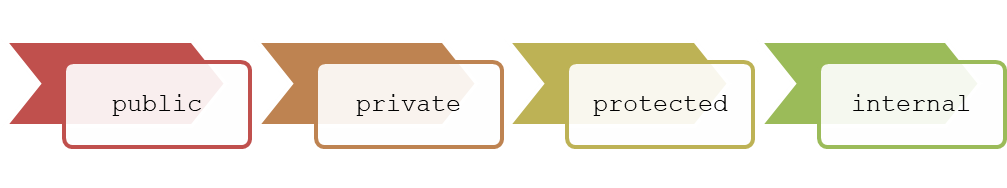 public
private
protected
internal